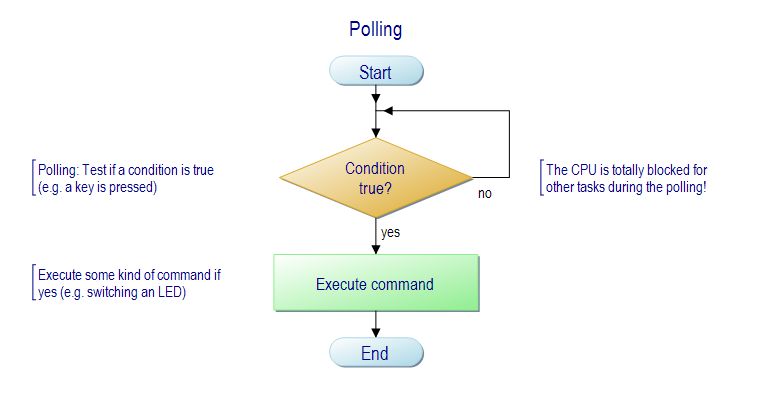 Polling
Start
Polling: Test if a condition is true
(e.g. a key is pressed)
Condition
true?
no
The CPU is totally blocked for
other tasks during the polling!
yes
Execute some kind of command if
yes (e.g. switching an LED)
Execute command
End